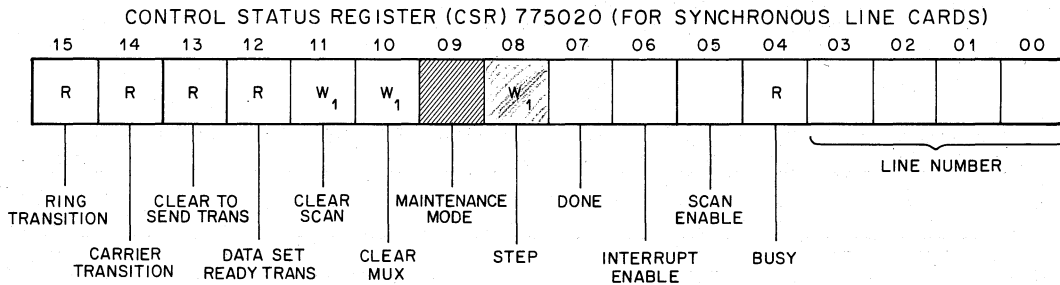 CONTROL STATUS REGISTER (CSR) 775020 (FOR SYNCHRONOUS LINE CARDS)
15 14 13 12 11 10 09 08 07 06 05 04 03 02 01 00
R R R R W1 W1 W1 R
LINE NUMBER
RING TRANSITION
CLEAR TO SEND TRANS
CLEAR SCAN
MAINTENANCE MODE
DONE
SCAN ENABLE
CARRIER TRANSITION
DATA SET READY TRANS
CLEAR MUX
STEP
INTERRUPT ENABLE
BUSY